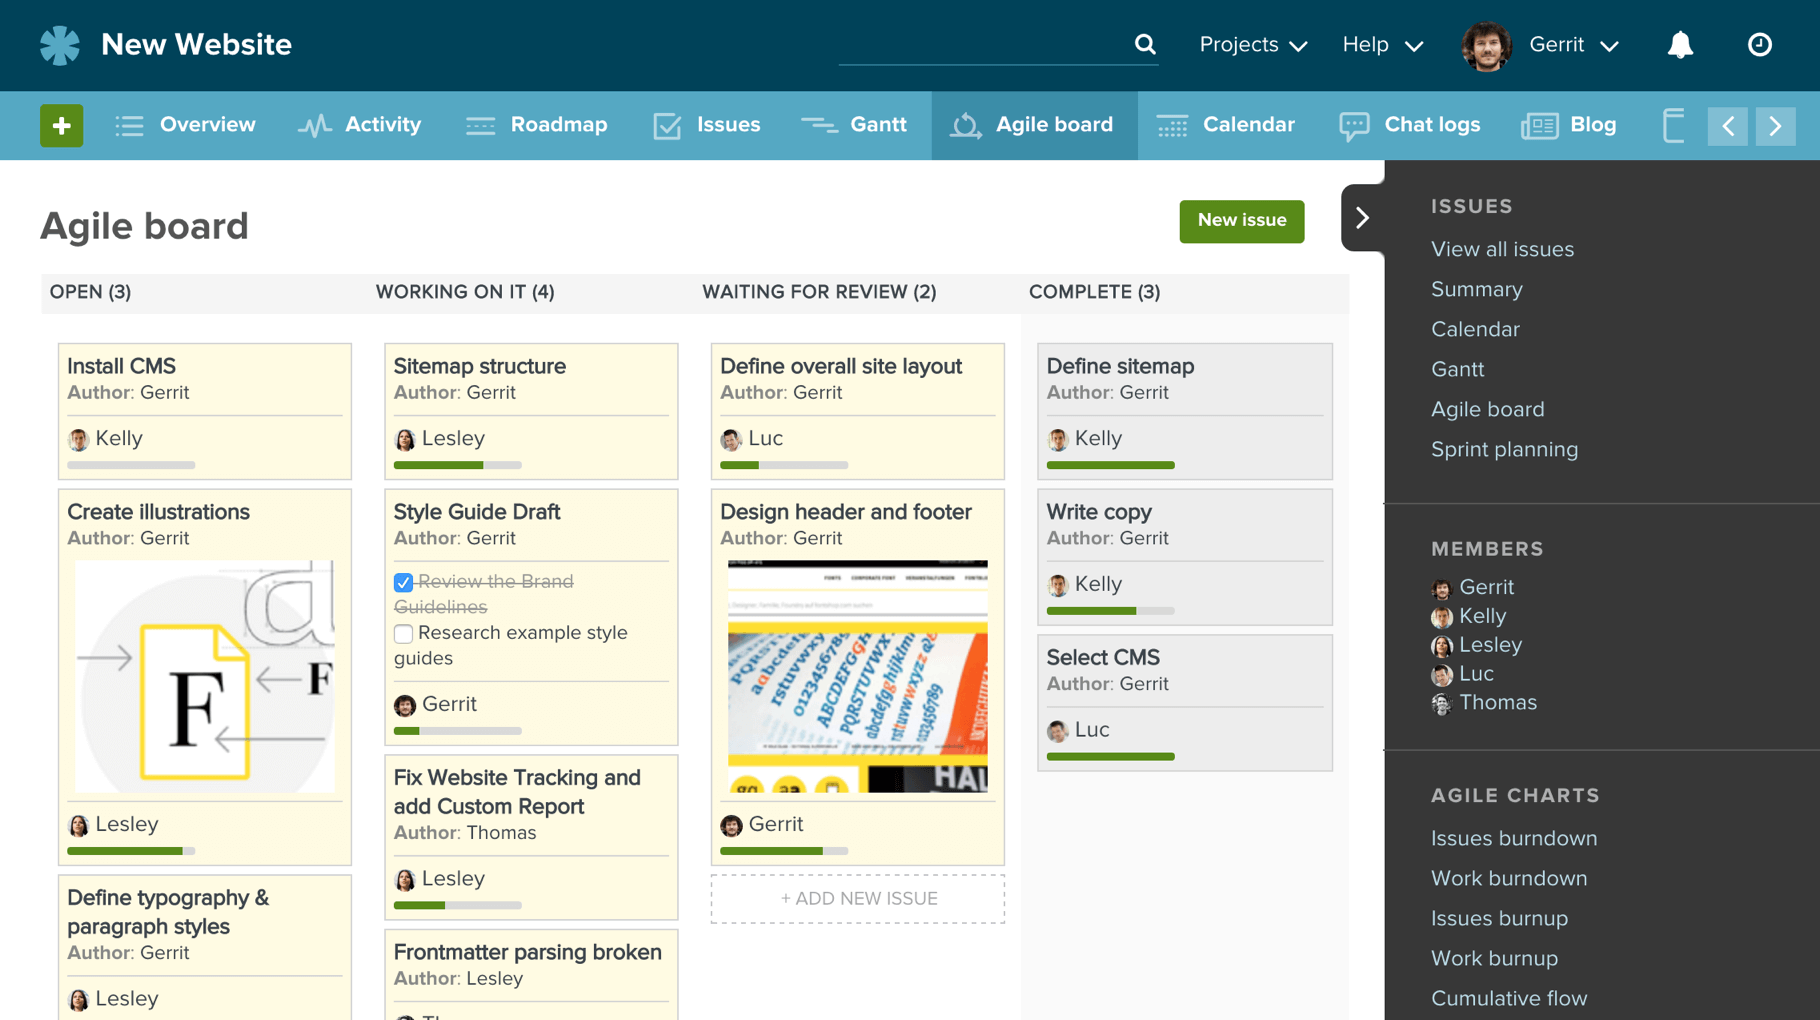 New Website
Projects
Help
Gerrit
+
Overview
Activity
Roadmap
Issues
Gantt
Agile board
Calendar
Chat logs
Blog
Agile board
New issue
OPEN (3)
WORKING ON IT (4)
WAITING FOR REVIEW (2)
COMPLETE (3)
Install CMS
Author: Gerrit
Kelly
Create illustrations
Author: Gerrit
a
F
F
Lesley
Define typography &
paragraph styles
Author: Gerrit
Lesley
Sitemap structure
Author: Gerrit
Lesley
Style Guide Draft
Author: Gerrit
Review the Brand
Guidelines
Research example style
guides
Gerrit
Fix Website Tracking and
add Custom Report
Author: Thomas
Lesley
Frontmatter parsing broken
Author: Lesley
Define overall site layout
Author: Gerrit
Luc
Design header and footer
Author: Gerrit
FONTS CORPORATE FONT VERANSTALTUNGEN
Gerrit
+ ADD NEW ISSUE
Define sitemap
Author: Gerrit
Kelly
Write copy
Author: Gerrit
Kelly
Select CMS
Author: Gerrit
Luc
ISSUES
View all issues
Summary
Calendar
Gantt
Agile board
Sprint planning
MEMBERS
Gerrit
Kelly
Lesley
Luc
Thomas
AGILE CHARTS
Issues burndown
Work burndown
Issues burnup
Work burnup
Cumulative flow